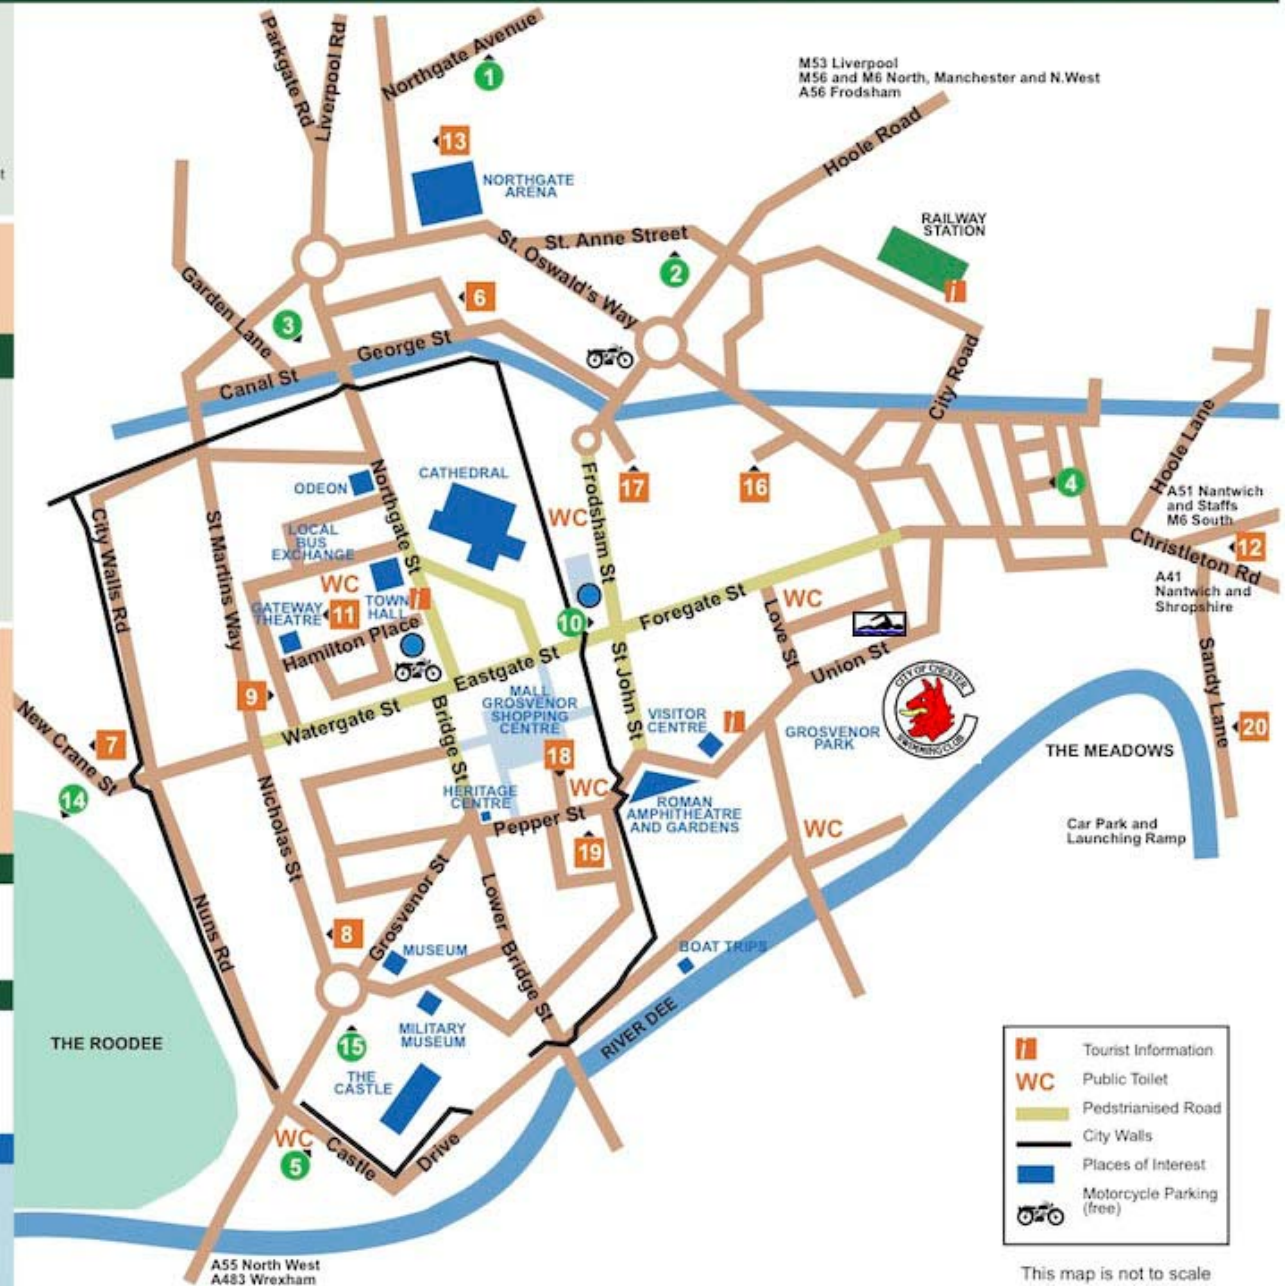 Parkgate Rd
Liverpool Rd
Northgate Avenue
1
M53 Liverpool
M56 and M6 North, Manchester and N.West
A56 Frodsham
Hoole Road
13
NORTHGATE
ARENA
t
RAILWAY
STATION
i
St. Anne Street
St. Oswald's Way
2
6
3
Garden Lane
George St
Canal St
City Road
Hoole Lane
CATHEDRAL
ODEON
Northgate St
WC
Frodsham St
17
16
4
A51 Nantwich
and Staffs
M6 South
12
Christleton Rd
A41
Nantwich and
Shropshire
City Walls Rd
St Martins Way
LOCAL
BUS
EXCHANGE
WC
TOWN
HALL
i
GATEWAY
THEATRE
11
Hamilton Place
10
Foregate St
WC
Love St
Union St
CITY OF CHESTER
SWIMMING CLUB
Sandy Lane
9
Eastgate St
Watergate St
St John St
MALL
GROSVENOR
SHOPPING
CENTRE
VISITOR
CENTRE
i
GROSVENOR
PARK
THE MEADOWS
20
New Crane St
7
14
Bridge St
18
WC
HERITAGE
CENTRE
Pepper St
ROMAN
AMPHITHEATRE
AND GARDENS
WC
Car Park and
Launching Ramp
Nicholas St
19
Nuns Rd
8
Grosvenor St
Lower Bridge St
MUSEUM
BOAT TRIPS
MILITARY
MUSEUM
RIVER DEE
THE ROODEE
15
THE
CASTLE
WC
5
Castle Drive
A55 North West
A483 Wrexham
i Tourist Information
WC Public Toilet
Pedstrianised Road
City Walls
Places of Interest
Motorcycle Parking
(free)
This map is not to scale